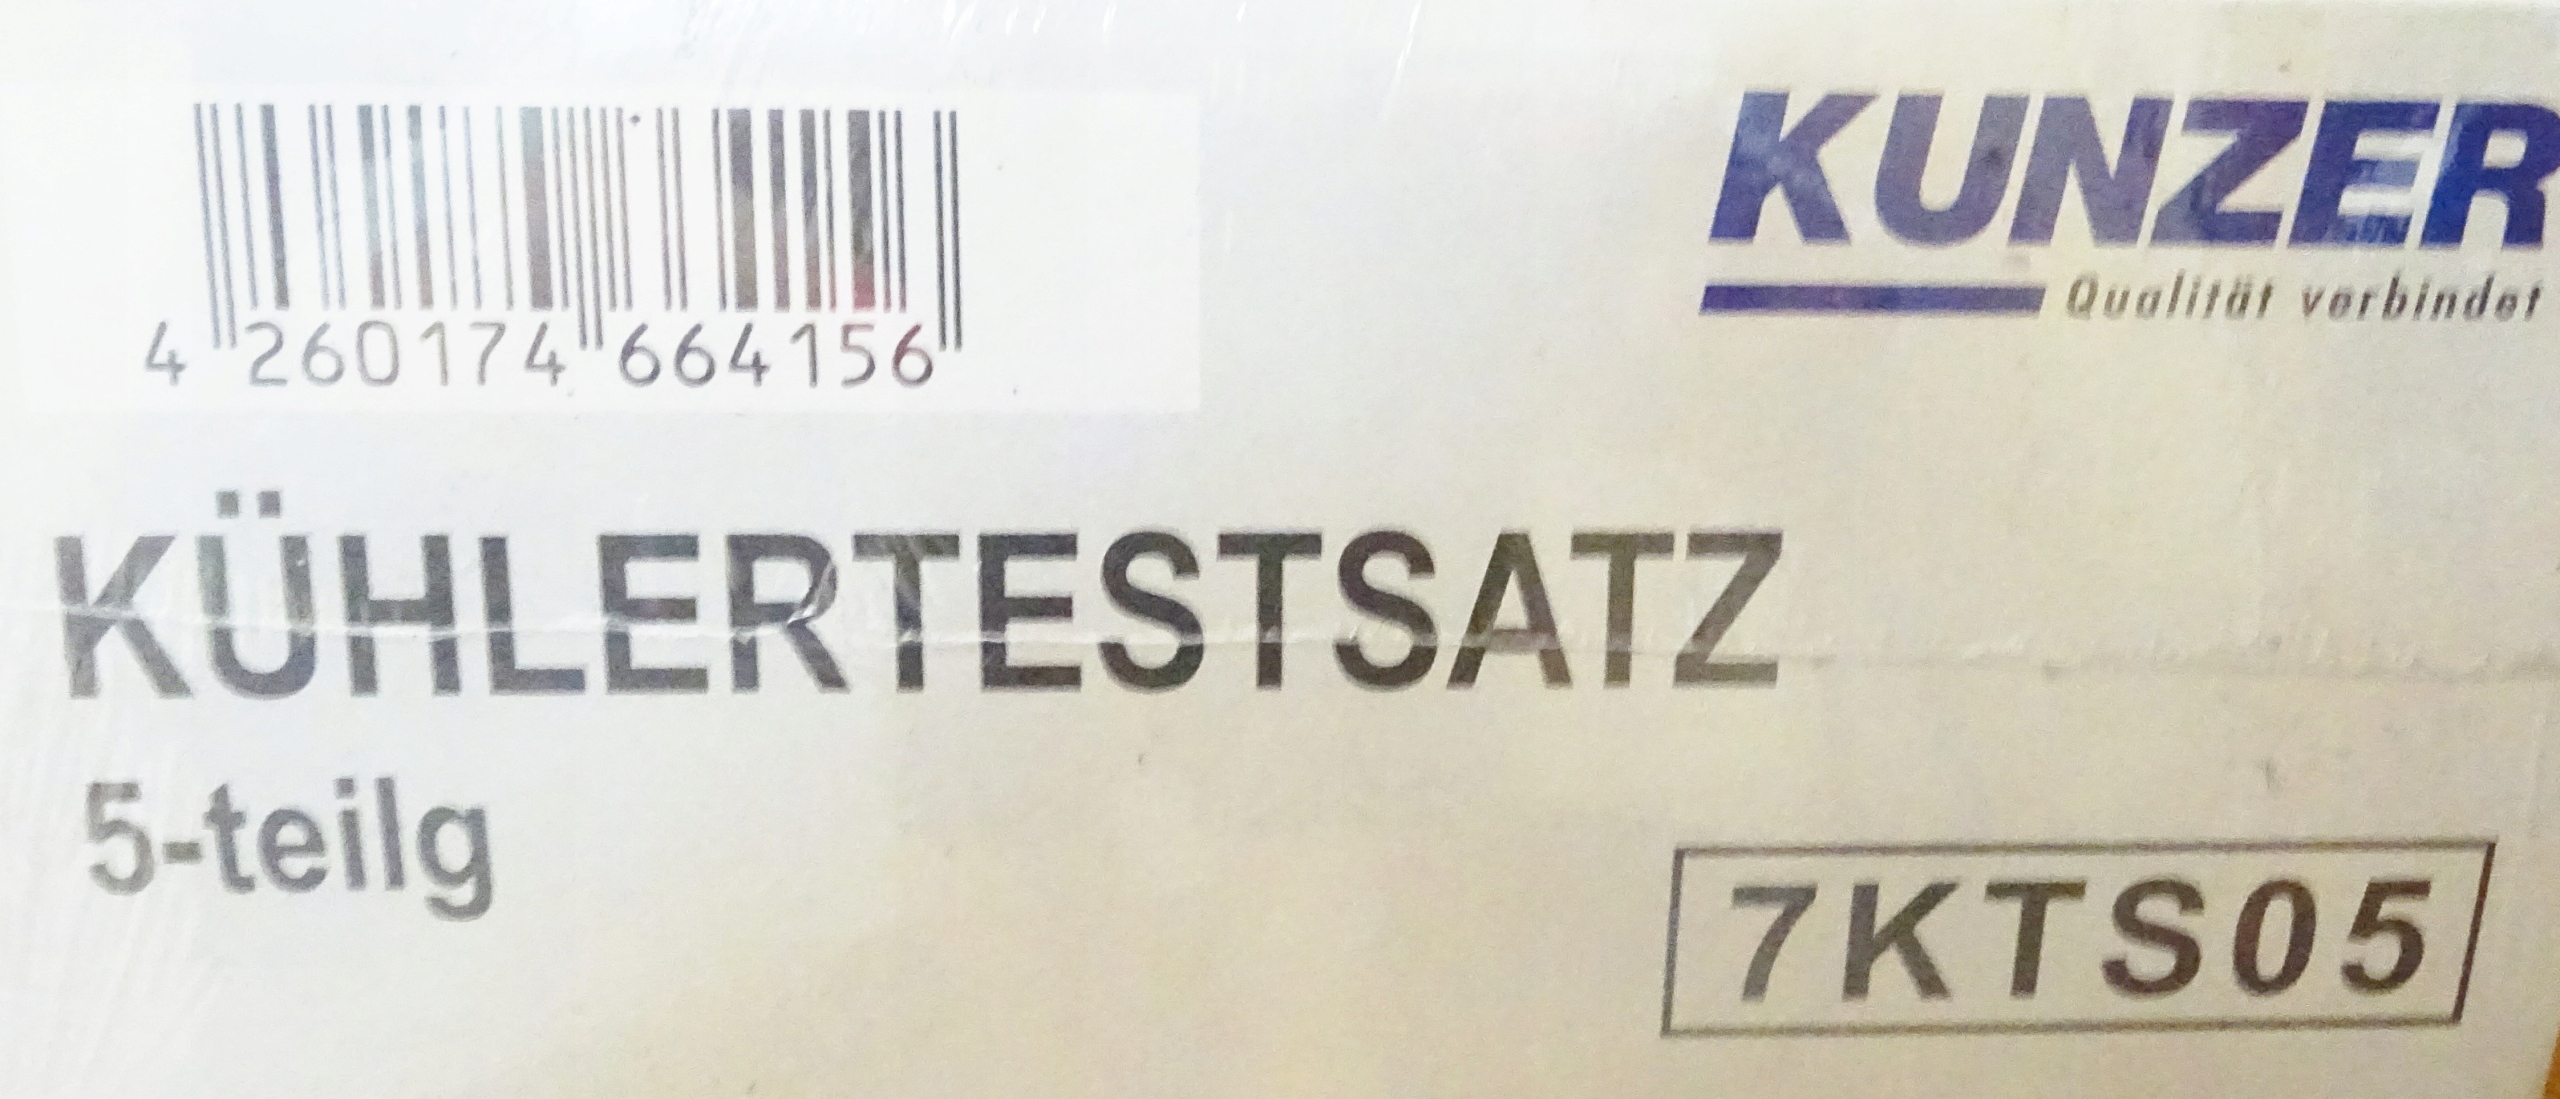 4 260174 664156
KUNZER
Qualität verbindet
KÜHLERTESTSATZ
5-teilg
7KTS05